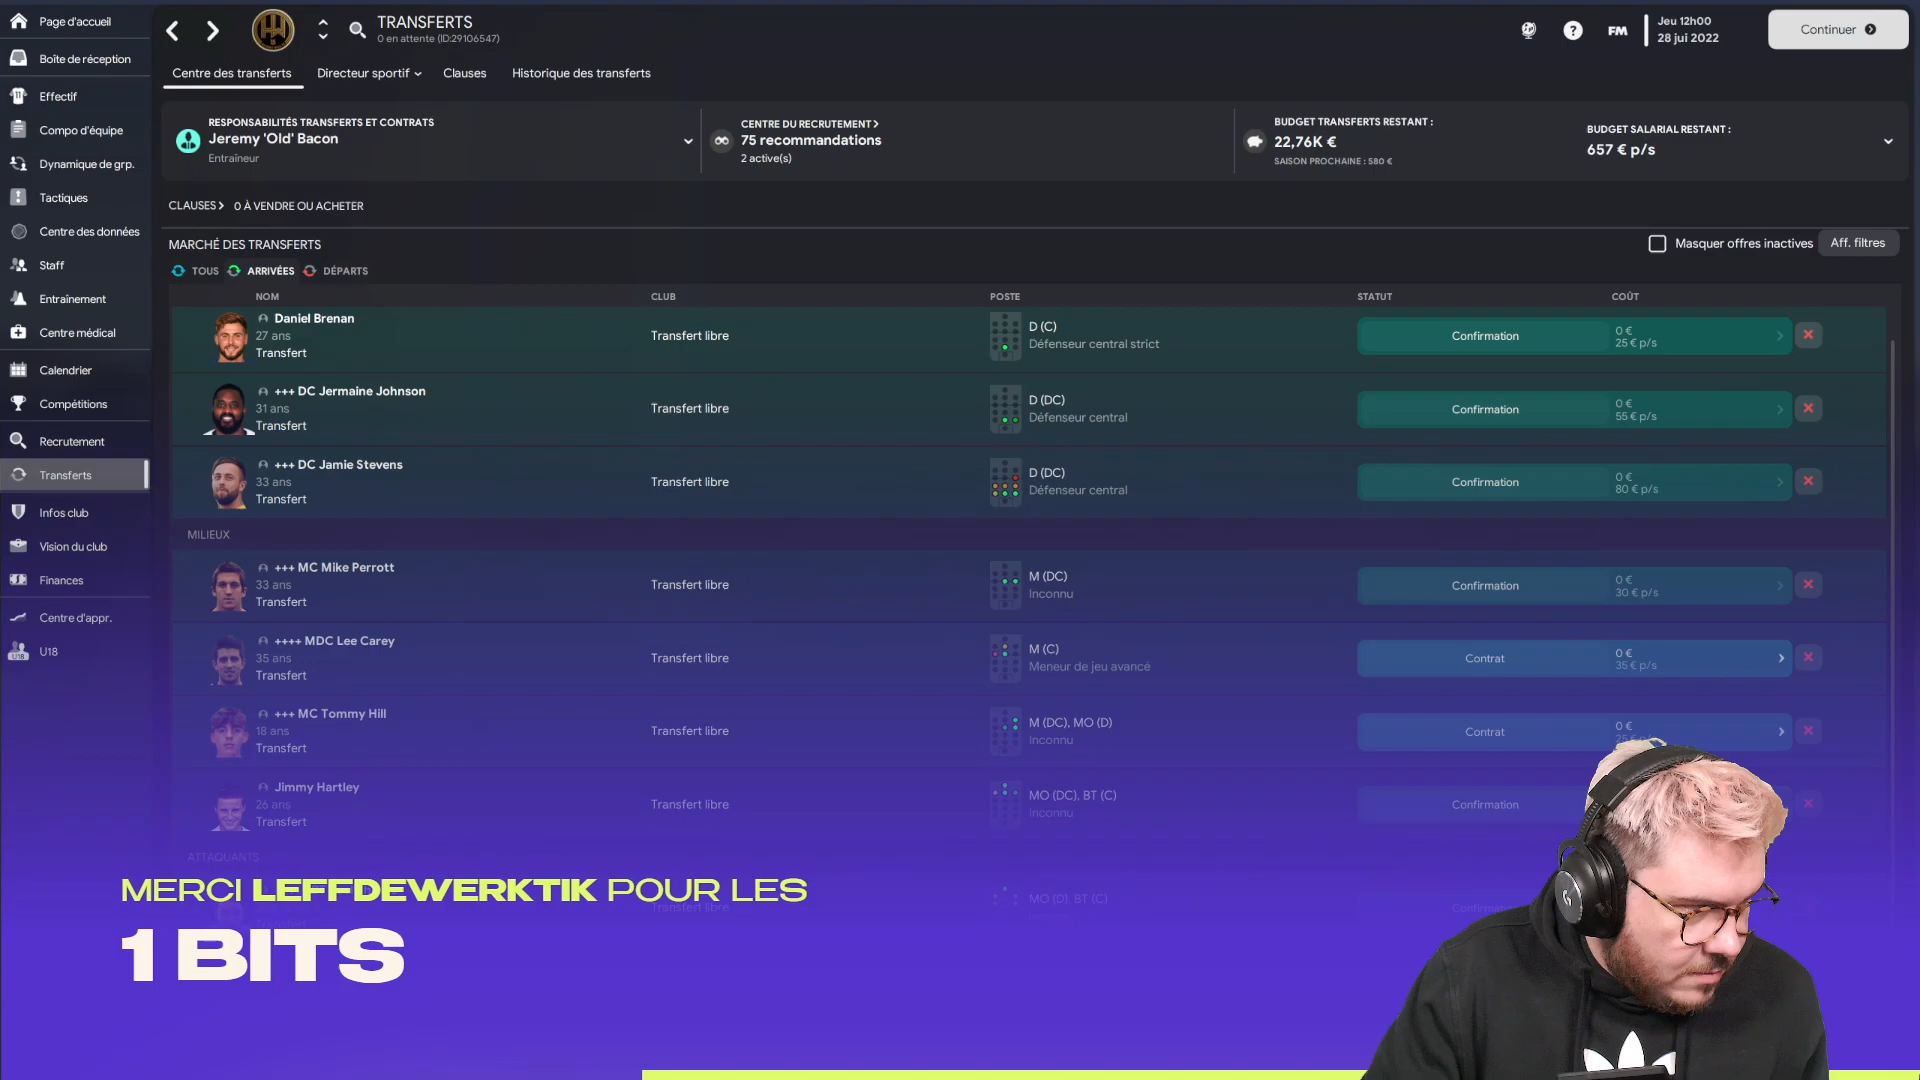 Page d'accueil
Boîte de réception
Effectif
Compo d'équipe
Dynamique de grp.
Tactiques
Centre des données
Staff
Entraînement
Centre médical
Calendrier
Compétitions
Recrutement
Transferts
Infos club
Vision du club
Finances
Centre d'appr.
U18
TRANSFERTS
0 en attente (ID:29106547)
FM
Jeu 12h00
28 jui 2022
Continuer
Centre des transferts Directeur sportif Clauses Historique des transferts
RESPONSABILITÉS TRANSFERTS ET CONTRATS
Jeremy 'Old' Bacon
Entraîneur
CENTRE DU RECRUTEMENT >
75 recommandations
2 active(s)
BUDGET TRANSFERTS RESTANT :
22,76K €
SAISON PROCHAINE : 580 €
BUDGET SALARIAL RESTANT :
657 € p/s
CLAUSES > 0 À VENDRE OU ACHETER
MARCHÉ DES TRANSFERTS
Masquer offres inactives Aff. filtres
TOUS ARRIVÉES DÉPARTS
NOM CLUB POSTE STATUT COÛT
Daniel Brenan
27 ans
Transfert
Transfert libre
D (C)
Défenseur central strict
Confirmation
0 €
25 € p/s
+++ DC Jermaine Johnson
31 ans
Transfert
Transfert libre
D (DC)
Défenseur central
Confirmation
0 €
55 € p/s
+++ DC Jamie Stevens
33 ans
Transfert
Transfert libre
D (DC)
Défenseur central
Confirmation
0 €
80 € p/s
MILIEUX
+++ MC Mike Perrott
33 ans
Transfert
Transfert libre
M (DC)
Inconnu
Confirmation
0 €
30 € p/s
++++ MDC Lee Carey
35 ans
Transfert
Transfert libre
M (C)
Meneur de jeu avancé
Contrat
0 €
35 € p/s
+++ MC Tommy Hill
18 ans
Transfert
Transfert libre
M (DC), MO (D)
Inconnu
Contrat
0 €
25 € p/s
Jimmy Hartley
26 ans
Transfert
Transfert libre
MO (DC), BT (C)
Inconnu
Confirmation
ATTAQUANTS
Transfert libre
MO (D), BT (C)
MERCI LEFFDEWERKTIK POUR LES
1 BITS